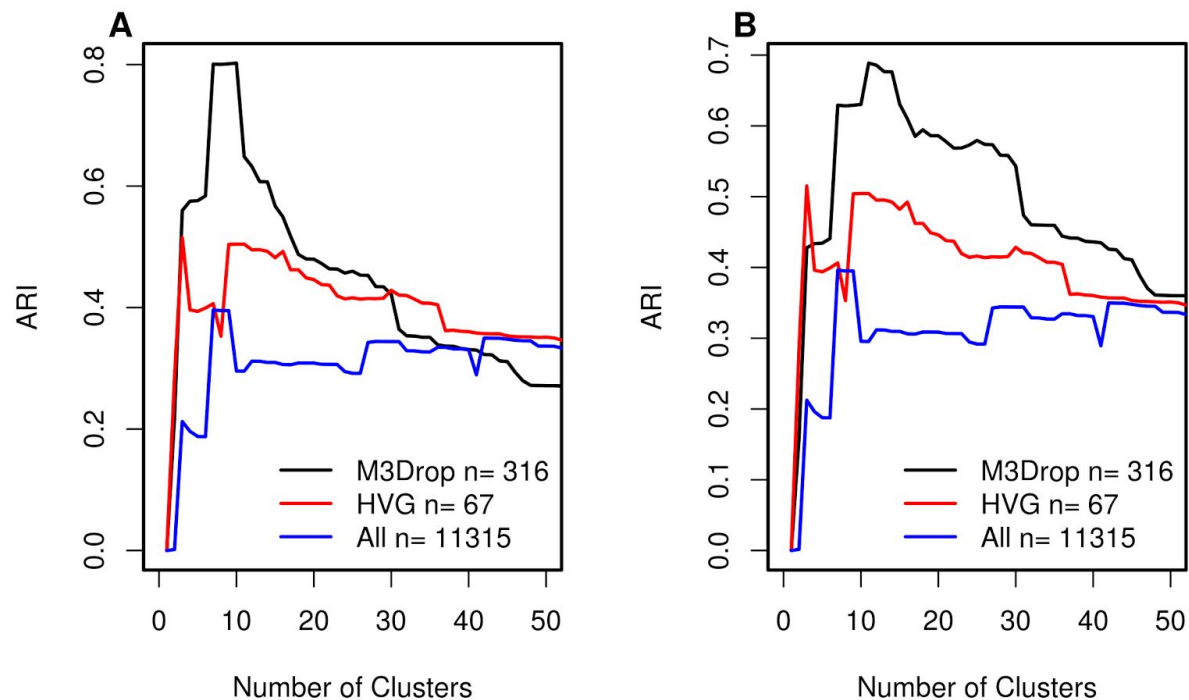 A
ARI
0.8
0.6
0.4
0.2
0.0
M3Drop n= 316
HVG n= 67
All n= 11315
0 10 20 30 40 50
Number of Clusters
B
ARI
0.7
0.6
0.5
0.4
0.3
0.2
0.1
0.0
M3Drop n= 316
HVG n= 67
All n= 11315
0 10 20 30 40 50
Number of Clusters